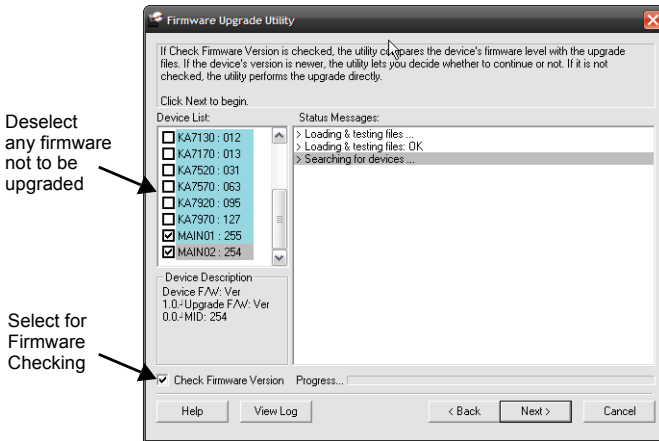 Firmware Upgrade Utility
If Check Firmware Version is checked, the utility compares the device's firmware level with the upgrade
files. If the device's version is newer, the utility lets you decide whether to continue or not. If it is not
checked, the utility performs the upgrade directly.
Click Next to begin.
Device List:
Status Messages:
Deselect
any firmware
not to be
upgraded
KA7130 : 012
KA7170 : 013
KA7520 : 031
KA7570 : 063
KA7920 : 095
KA7970 : 127
MAIN01 : 255
MAIN02 : 254
> Loading & testing files ...
> Loading & testing files: OK
> Searching for devices ...
Device Description
Device F/W: Ver
1.0.-Upgrade F/W: Ver
0.0.-MID: 254
Select for
Firmware
Checking
Check Firmware Version
Progress...
Help
View Log
< Back
Next >
Cancel